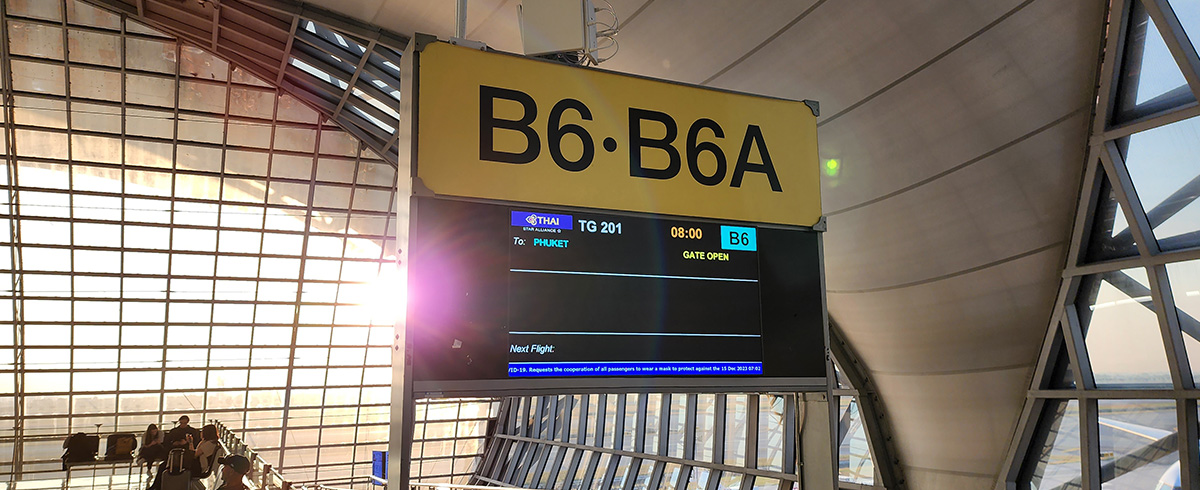 B6·B6A
THAI TG 201 08:00 B6
STAR ALLIANCE
To: PHUKET GATE OPEN
Next Flight:
VID-19. Requests the cooperation of all passengers to wear a mask to protect against the 15 Dec 2023 07:02